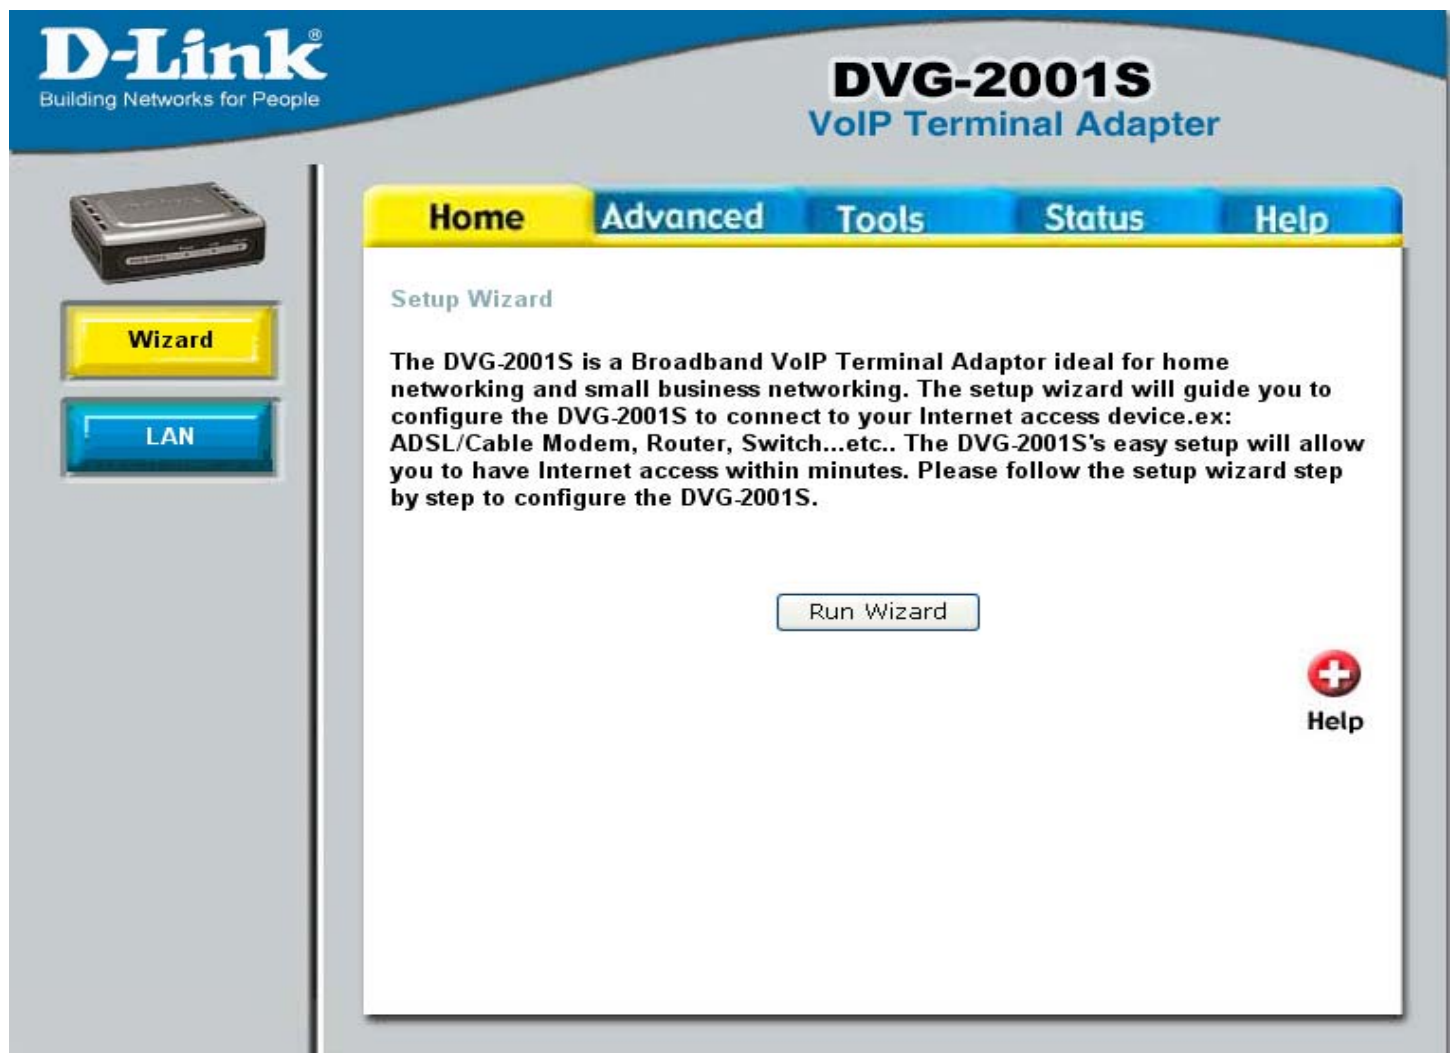 D-Link®
Building Networks for People
DVG-2001S
VoIP Terminal Adapter
Home
Advanced
Tools
Status
Help
Wizard
LAN
Setup Wizard
The DVG-2001S is a Broadband VoIP Terminal Adaptor ideal for home
networking and small business networking. The setup wizard will guide you to
configure the DVG-2001S to connect to your Internet access device.ex:
ADSL/Cable Modem, Router, Switch...etc.. The DVG-2001S's easy setup will allow
you to have Internet access within minutes. Please follow the setup wizard step
by step to configure the DVG-2001S.
Run Wizard
Help